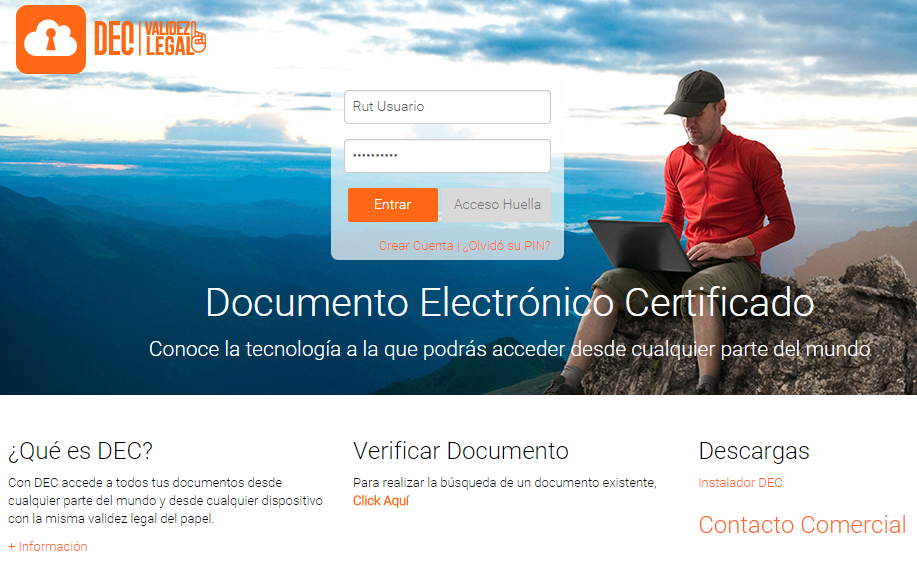 DEC VALIDEZ
LEGAL
Rut Usuario
••••••••••
Entrar Acceso Huella
Crear Cuenta | ¿Olvidó su PIN?
Documento Electrónico Certificado
Conoce la tecnología a la que podrás acceder desde cualquier parte del mundo
¿Qué es DEC?
Con DEC accede a todos tus documentos desde
cualquier parte del mundo y desde cualquier dispositivo
con la misma validez legal del papel.
+ Información
Verificar Documento
Para realizar la búsqueda de un documento existente,
Click Aquí
Descargas
Instalador DEC
Contacto Comercial